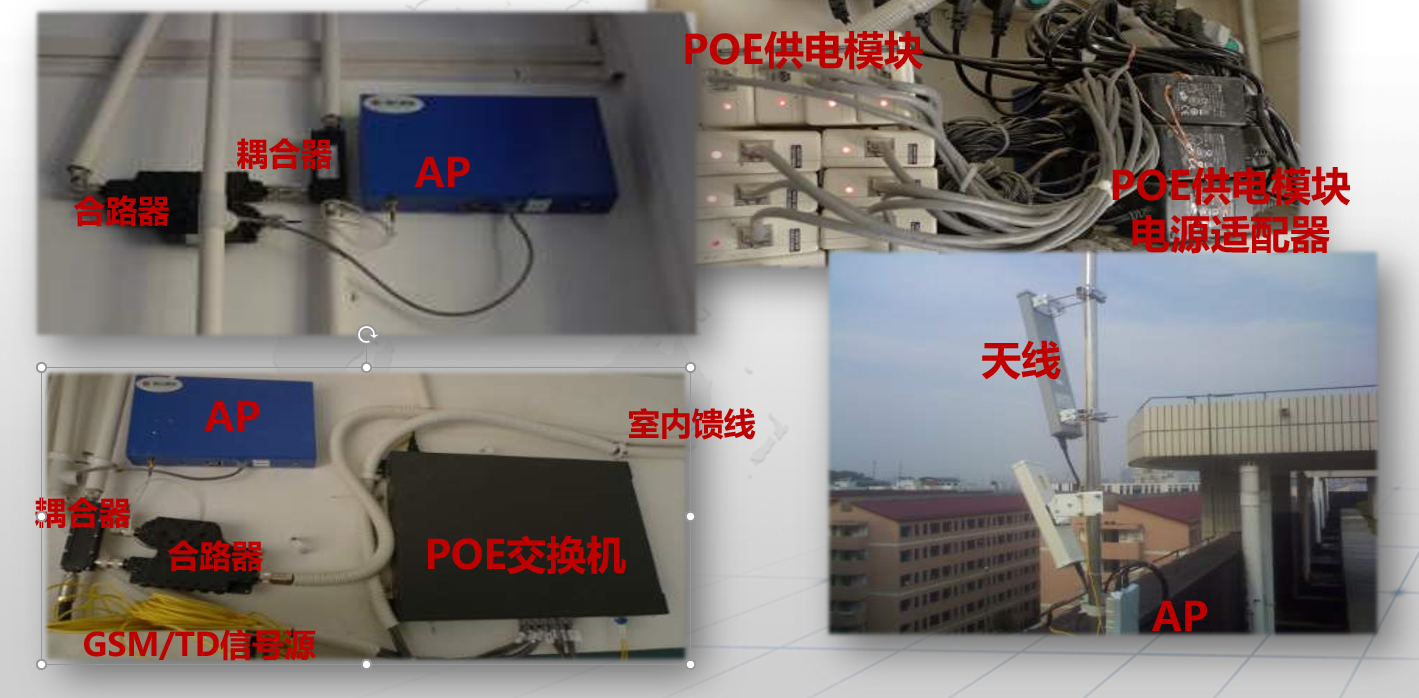 耦合器
AP
合路器
POE供电模块
POE供电模块
电源适配器
AP
室内馈线
耦合器
合路器
POE交换机
GSM/TD信号源
天线
AP